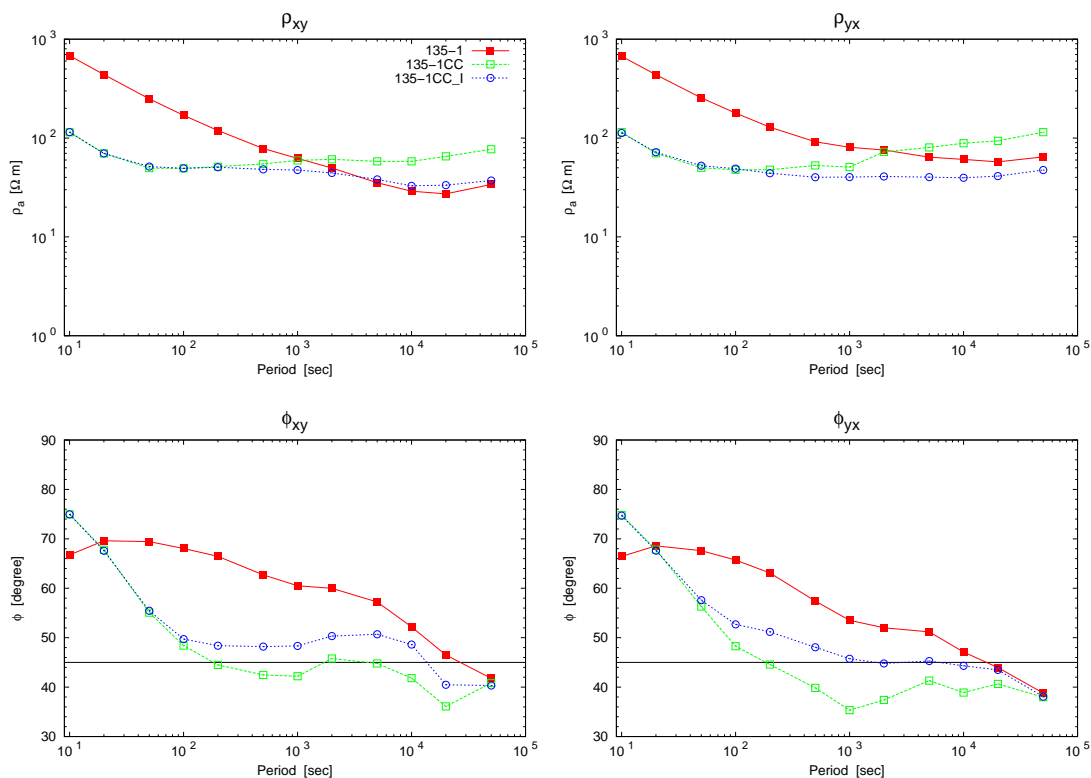 ρxy
10³
10²
10¹
10⁰
ρa [Ω m]
135-1
135-1CC
135-1CC_I
10¹ 10² 10³ 10⁴ 10⁵
Period [sec]
ρyx
10³
10²
10¹
10⁰
ρa [Ω m]
10¹ 10² 10³ 10⁴ 10⁵
Period [sec]
ϕxy
90
80
70
60
50
40
30
ϕ [degree]
10¹ 10² 10³ 10⁴ 10⁵
Period [sec]
ϕyx
90
80
70
60
50
40
30
ϕ [degree]
10¹ 10² 10³ 10⁴ 10⁵
Period [sec]